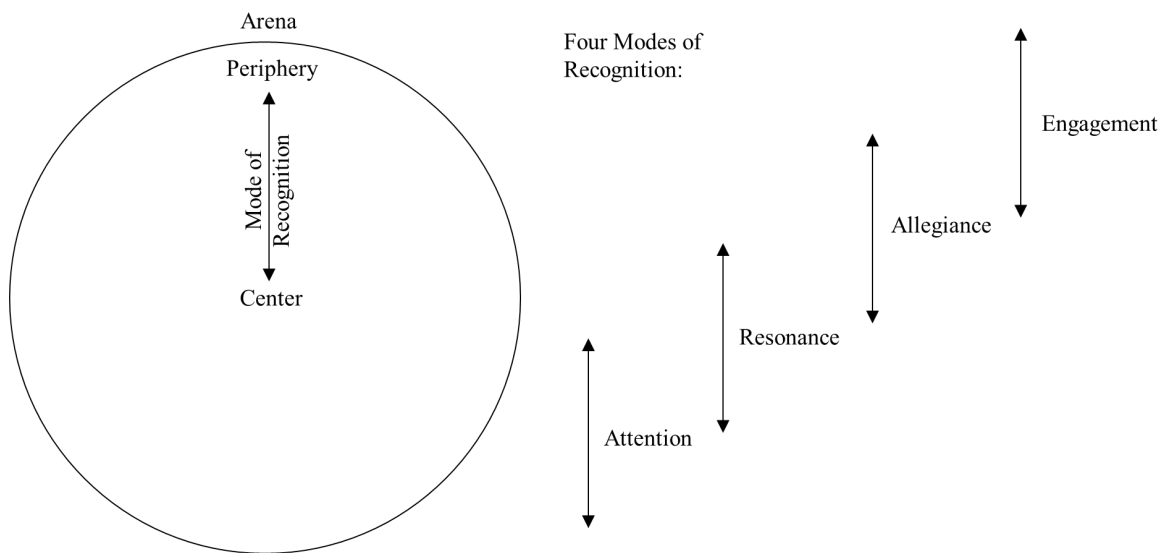 Arena
Periphery
Mode of
Recognition
Center
Four Modes of
Recognition:
Engagement
Allegiance
Resonance
Attention